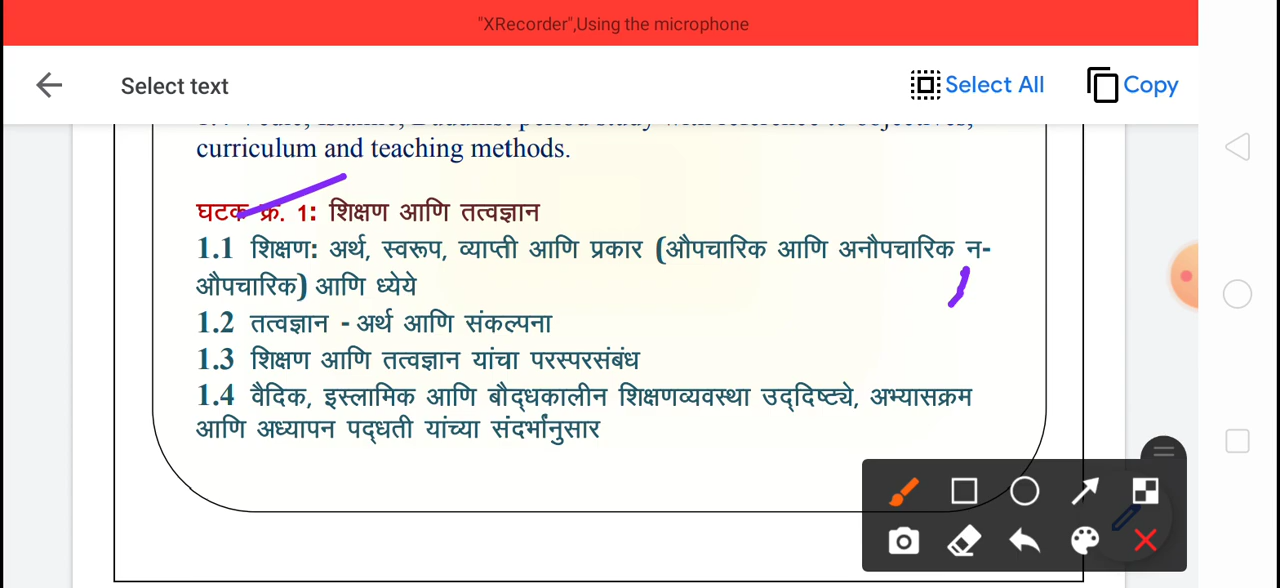 "XRecorder",Using the microphone
Select text
Select All
Copy
curriculum and teaching methods.
घटक क्र. 1: शिक्षण आणि तत्वज्ञान
1.1 शिक्षण: अर्थ, स्वरूप, व्याप्ती आणि प्रकार (औपचारिक आणि अनौपचारिक न-
औपचारिक) आणि ध्येये
1.2 तत्वज्ञान - अर्थ आणि संकल्पना
1.3 शिक्षण आणि तत्वज्ञान यांचा परस्परसंबंध
1.4 वैदिक, इस्लामिक आणि बौद्धकालीन शिक्षणव्यवस्था उद्दिष्ट्ये, अभ्यासक्रम
आणि अध्यापन पद्धती यांच्या संदर्भानुसार